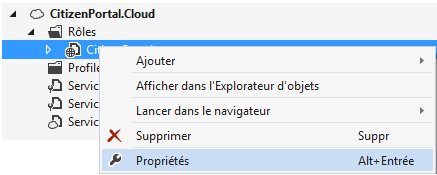 CitizenPortal.Cloud
Rôles
Ajouter
Profile
Afficher dans l'Explorateur d'objets
Servic
Lancer dans le navigateur
Servic
Supprimer Suppr
Servic
Propriétés Alt+Entrée